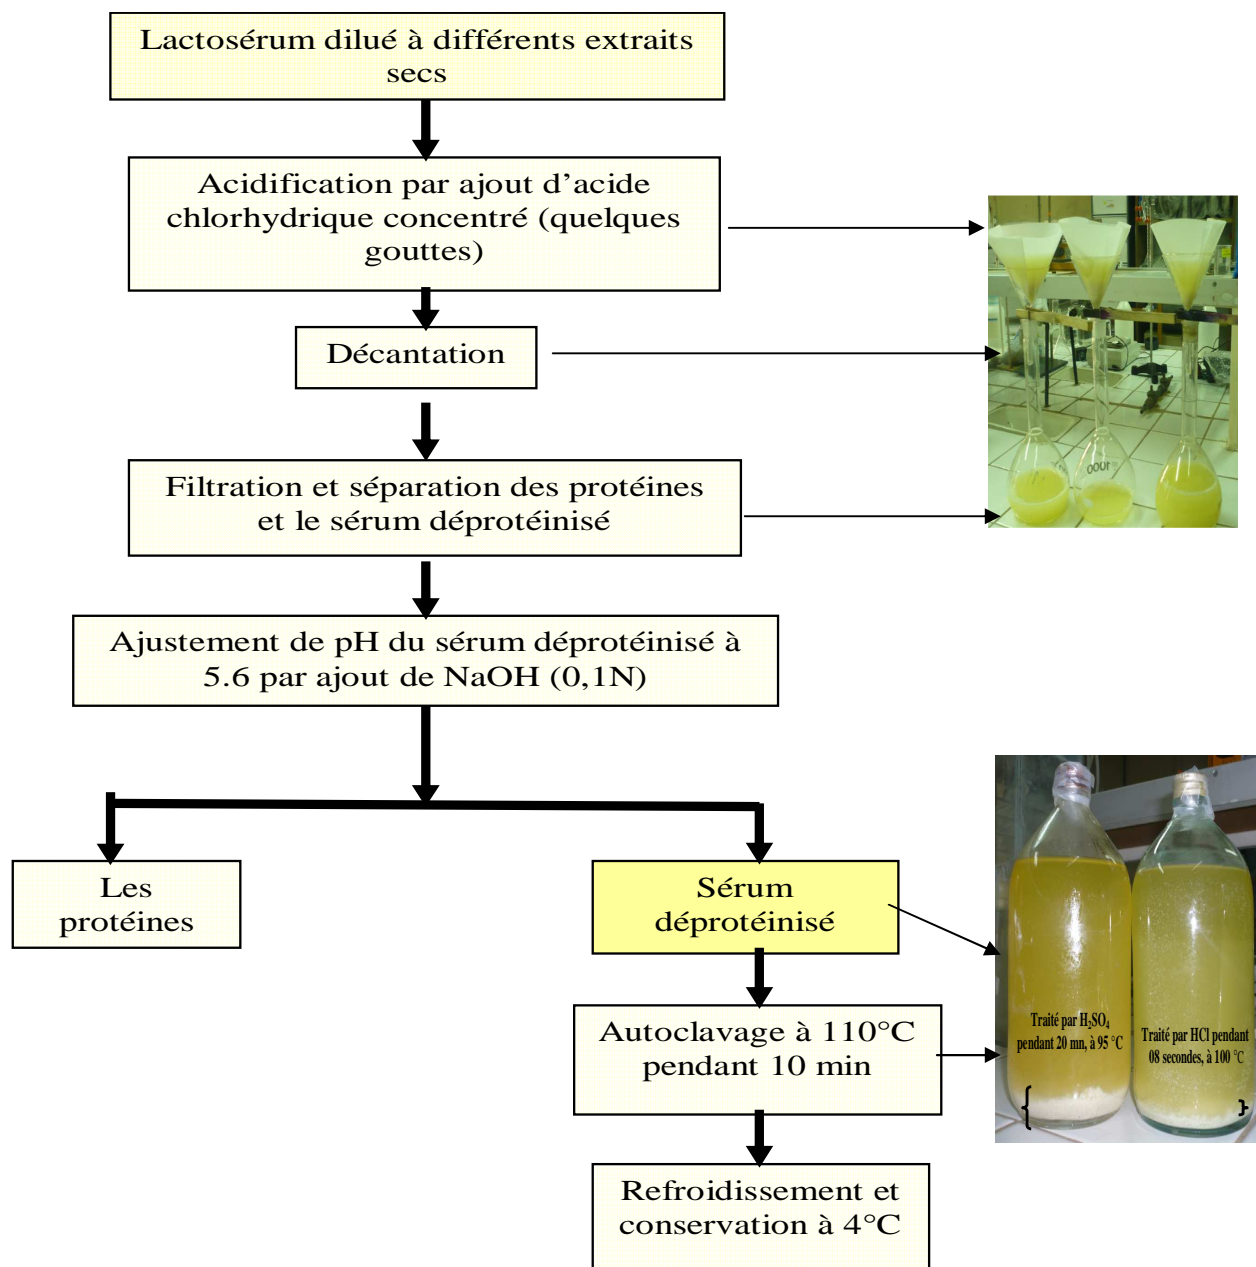 Lactosérum dilué à différents extraits
secs
Acidification par ajout d’acide
chlorhydrique concentré (quelques
gouttes)
Décantation
Filtration et séparation des protéines
et le sérum déprotéinisé
1000
Ajustement de pH du sérum déprotéinisé à
5.6 par ajout de NaOH (0,1N)
Les
protéines
Sérum
déprotéinisé
Autoclavage à 110°C
pendant 10 min
Refroidissement et
conservation à 4°C
Traité par H₂SO₄
pendant 20 mn, à 95 °C
Traité par HCl pendant
08 secondes, à 100 °C